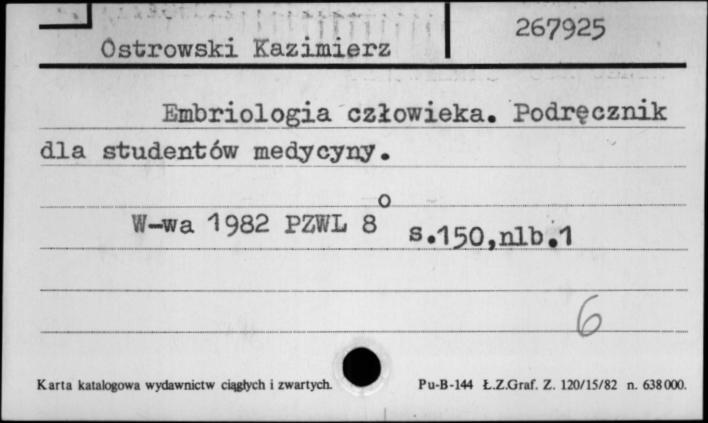 267925
Ostrowski Kazimierz
Embriologia człowieka. Podręcznik
dla studentów medycyny.
W-wa 1982 PZWL 8° s.150,nlb.1
6
Karta katalogowa wydawnictw ciągłych i zwartych. Pu-B-144 Ł.Z.Graf. Z. 120/15/82 n. 638000.